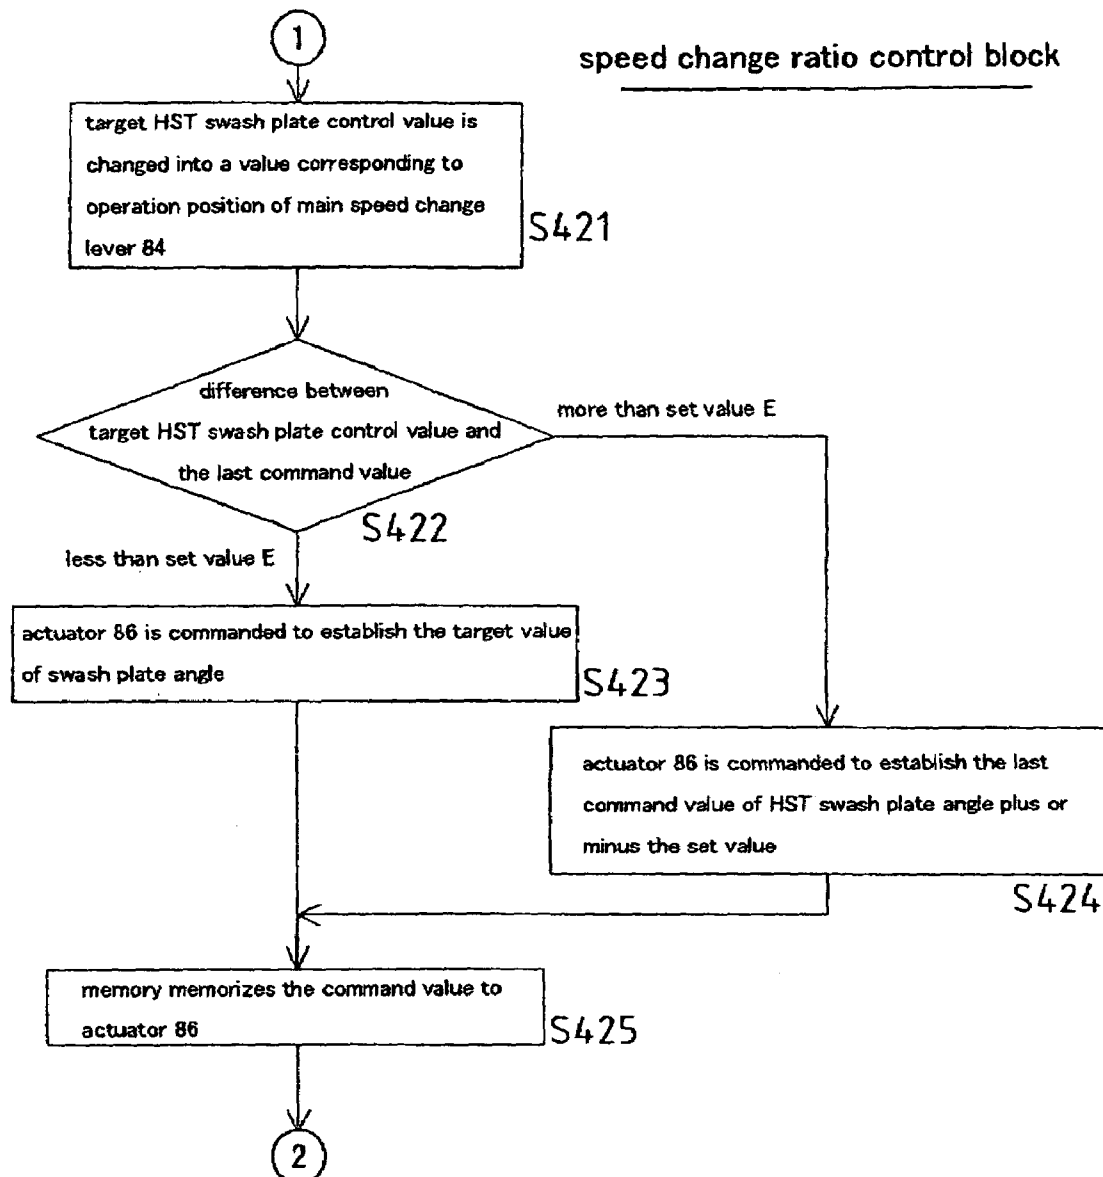 1
speed change ratio control block
target HST swash plate control value is
changed into a value corresponding to
operation position of main speed change
lever 84
S421
difference between
target HST swash plate control value and
the last command value
S422
more than set value E
less than set value E
actuator 86 is commanded to establish the target value
of swash plate angle
S423
actuator 86 is commanded to establish the last
command value of HST swash plate angle plus or
minus the set value
S424
memory memorizes the command value to
actuator 86
S425
2